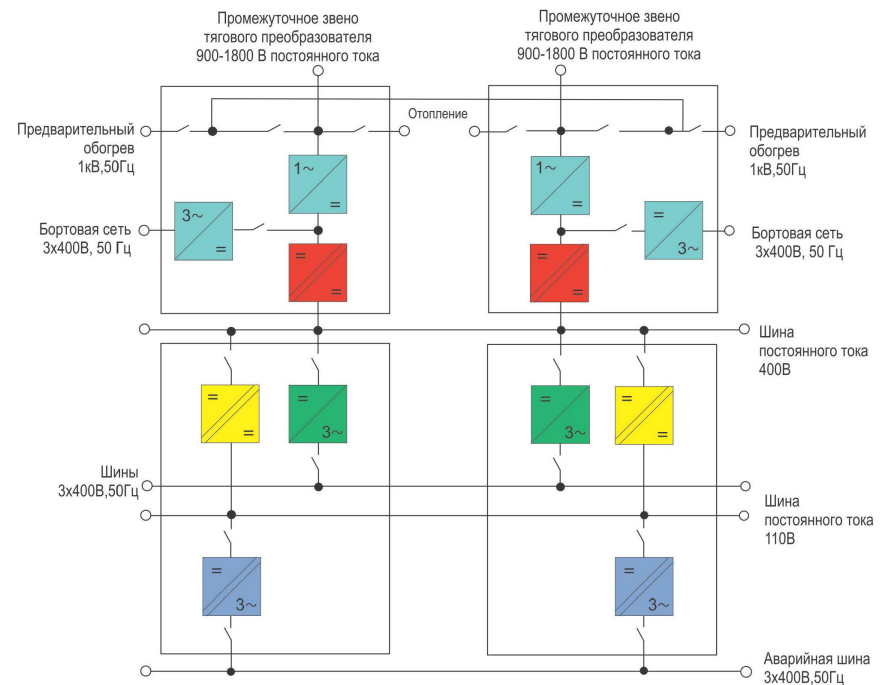 Промежуточное звено
тягового преобразователя
900-1800 В постоянного тока
Промежуточное звено
тягового преобразователя
900-1800 В постоянного тока
Предварительный
обогрев
1кВ,50Гц
Отопление
Предварительный
обогрев
1кВ,50Гц
1~
=
1~
=
Бортовая сеть
3х400В, 50 Гц
3~
=
=
3~
Бортовая сеть
3х400В, 50 Гц
=
=
=
=
Шина
постоянного тока
400В
=
=
=
3~
=
3~
=
=
Шины
3х400В,50Гц
Шина
постоянного тока
110В
=
3~
=
3~
Аварийная шина
3х400В,50Гц